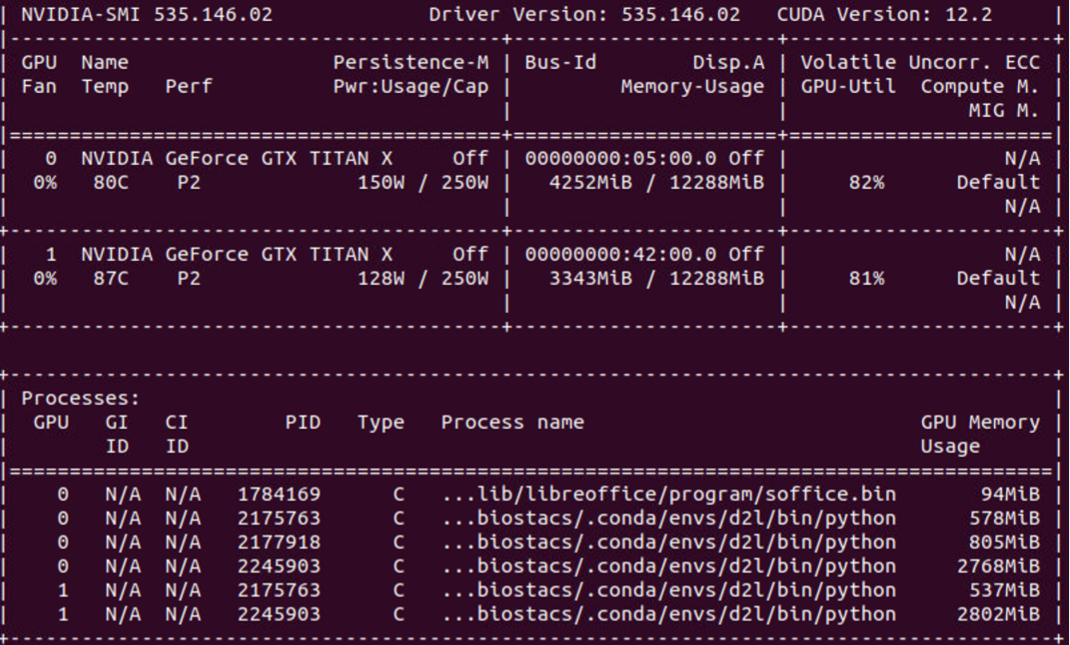 | NVIDIA-SMI 535.146.02             Driver Version: 535.146.02   CUDA Version: 12.2     |
|-----------------------------------------+----------------------+----------------------+
| GPU  Name                 Persistence-M | Bus-Id        Disp.A | Volatile Uncorr. ECC |
| Fan  Temp   Perf          Pwr:Usage/Cap |         Memory-Usage | GPU-Util  Compute M. |
|                                         |                      |               MIG M. |
|=========================================+======================+======================|
|   0  NVIDIA GeForce GTX TITAN X     Off | 00000000:05:00.0 Off |                  N/A |
|  0%   80C    P2             150W / 250W |   4252MiB / 12288MiB |     82%      Default |
|                                         |                      |                  N/A |
+-----------------------------------------+----------------------+----------------------+
|   1  NVIDIA GeForce GTX TITAN X     Off | 00000000:42:00.0 Off |                  N/A |
|  0%   87C    P2             128W / 250W |   3343MiB / 12288MiB |     81%      Default |
|                                         |                      |                  N/A |
+-----------------------------------------+----------------------+----------------------+
+---------------------------------------------------------------------------------------+
| Processes:                                                                            |
|  GPU   GI   CI        PID   Type   Process name                            GPU Memory |
|        ID   ID                                                             Usage      |
|=======================================================================================|
|    0   N/A  N/A   1784169      C   ...lib/libreoffice/program/soffice.bin       94MiB |
|    0   N/A  N/A   2175763      C   ...biostacs/.conda/envs/d2l/bin/python      578MiB |
|    0   N/A  N/A   2177918      C   ...biostacs/.conda/envs/d2l/bin/python      805MiB |
|    0   N/A  N/A   2245903      C   ...biostacs/.conda/envs/d2l/bin/python     2768MiB |
|    1   N/A  N/A   2175763      C   ...biostacs/.conda/envs/d2l/bin/python      537MiB |
|    1   N/A  N/A   2245903      C   ...biostacs/.conda/envs/d2l/bin/python     2802MiB |
+---------------------------------------------------------------------------------------+